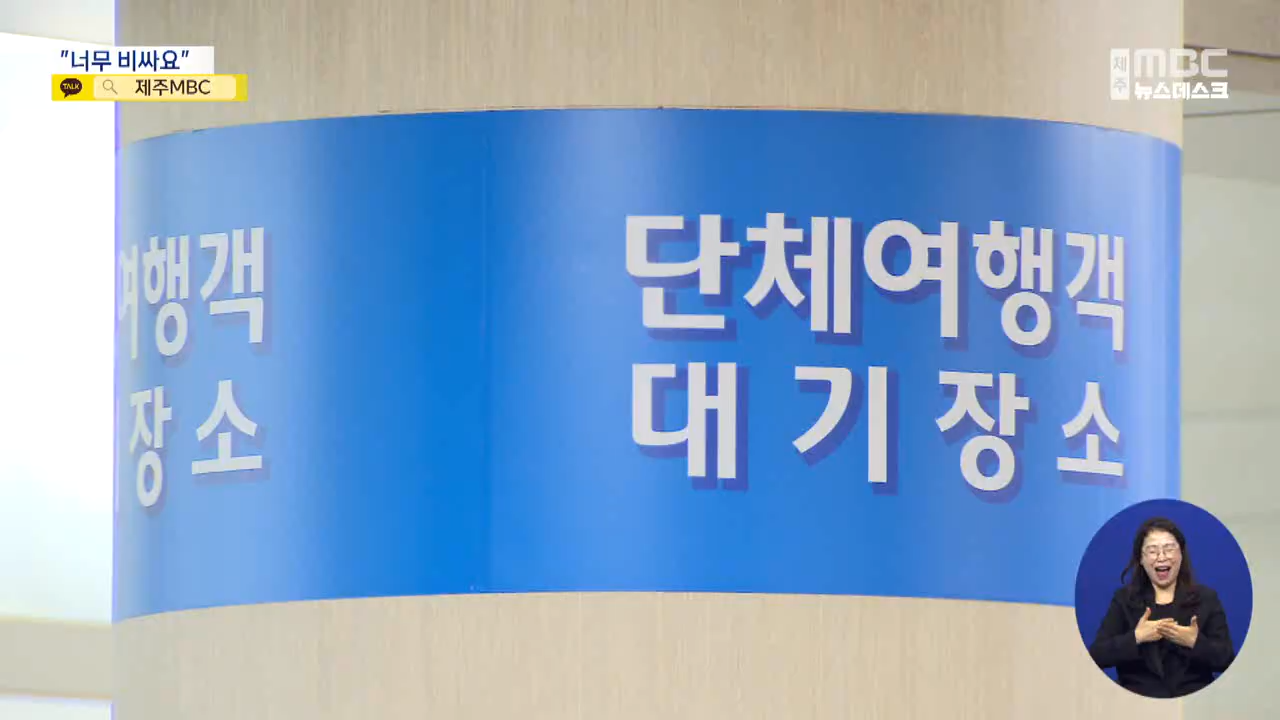 "너무 비싸요"
TALK 제주MBC
제주 MBC
뉴스데스크
여행객
장소
단체여행객
대기장소